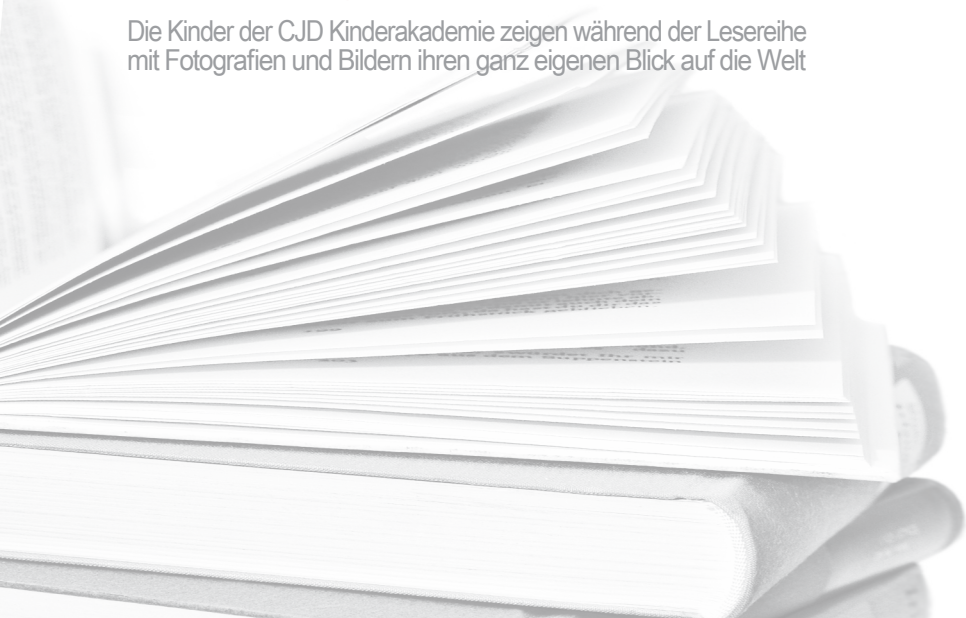 Die Kinder der CJD Kinderakademie zeigen während der Lesereihe
mit Fotografien und Bildern ihren ganz eigenen Blick auf die Welt